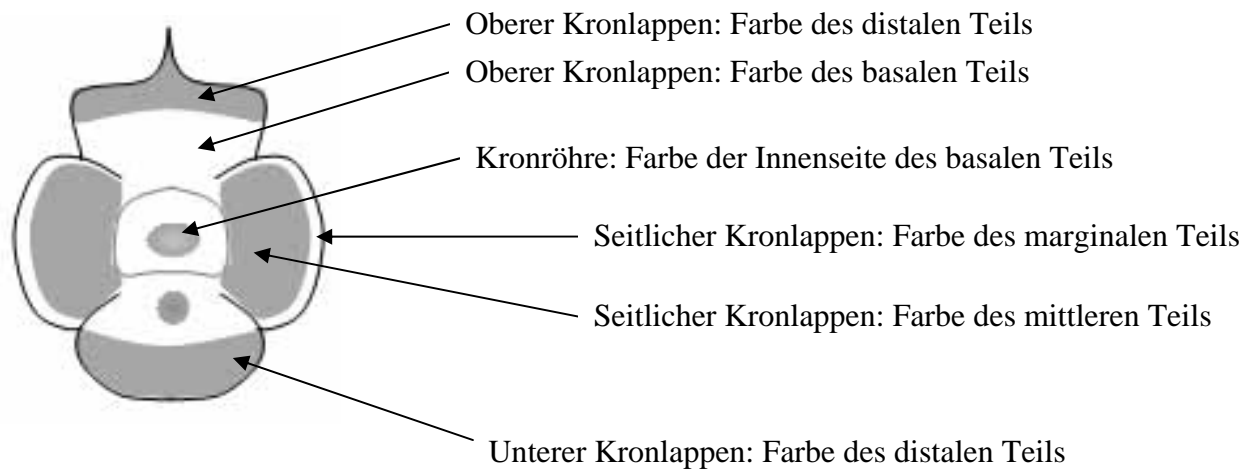 Oberer Kronlappen: Farbe des distalen Teils
Oberer Kronlappen: Farbe des basalen Teils
Kronröhre: Farbe der Innenseite des basalen Teils
Seitlicher Kronlappen: Farbe des marginalen Teils
Seitlicher Kronlappen: Farbe des mittleren Teils
Unterer Kronlappen: Farbe des distalen Teils